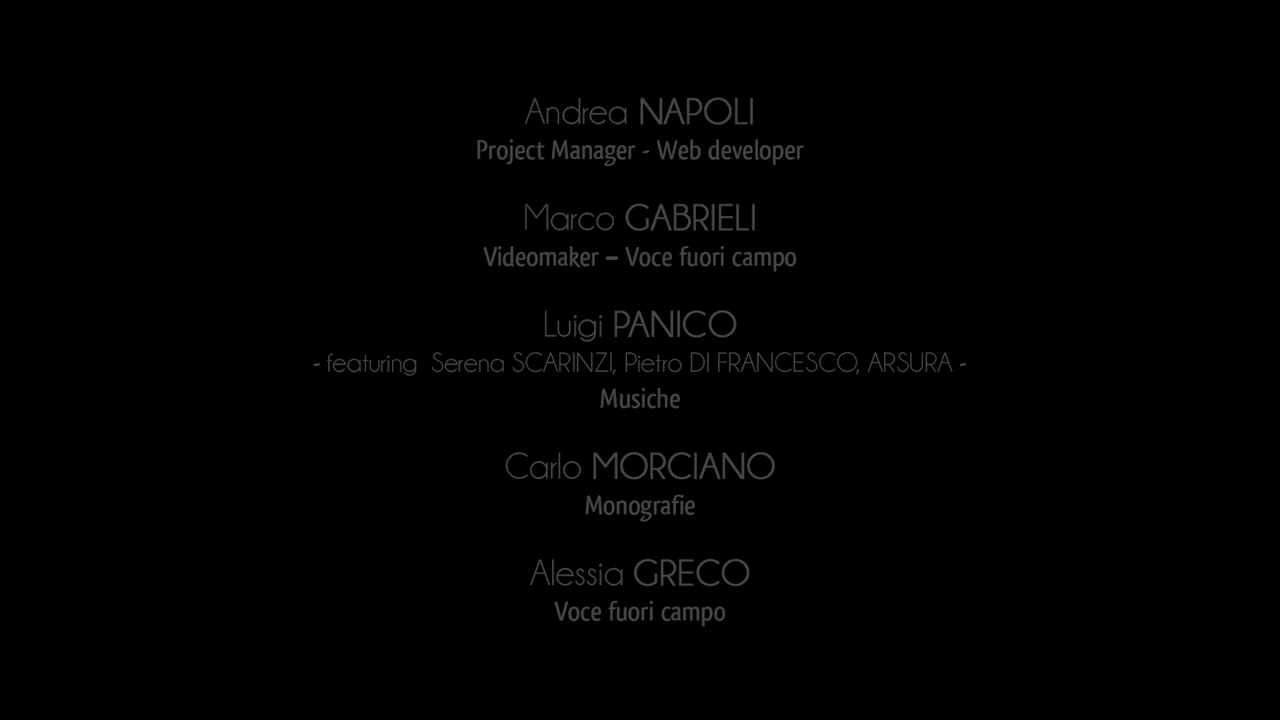 Andrea NAPOLI
Project Manager - Web developer
Marco GABRIELI
Videomaker – Voce fuori campo
Luigi PANICO
- featuring Serena SCARINZI, Pietro DI FRANCESCO, ARSURA -
Musiche
Carlo MORCIANO
Monografie
Alessia GRECO
Voce fuori campo